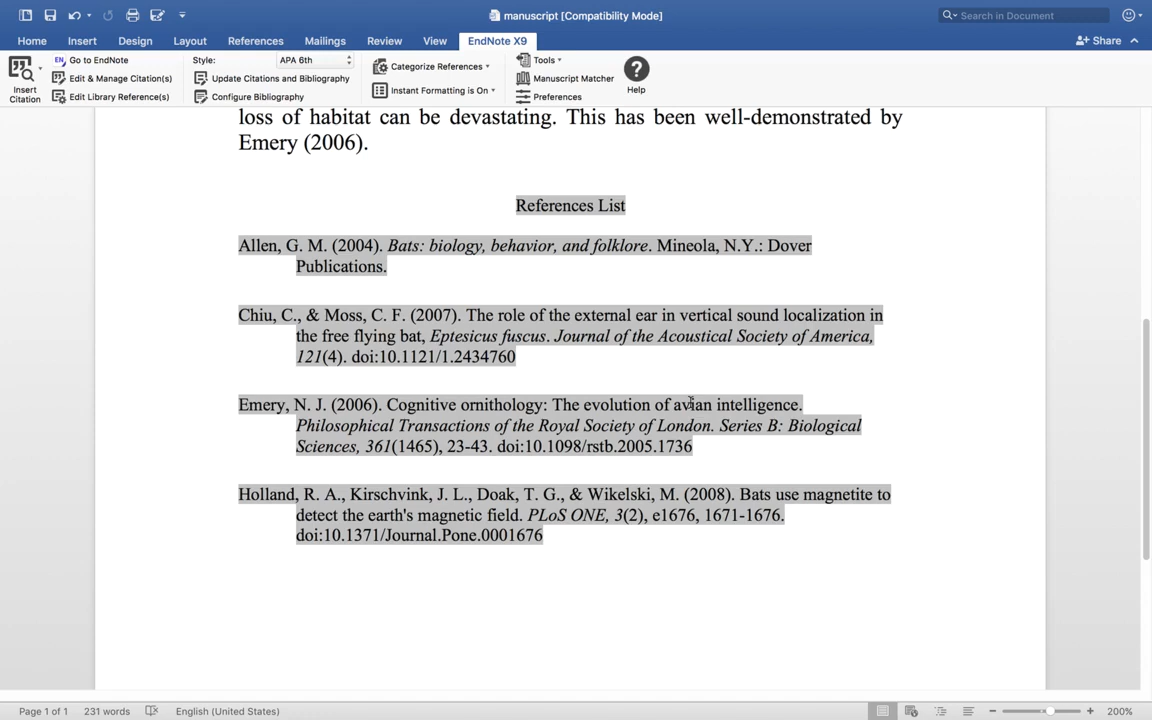 manuscript [Compatibility Mode]
Search in Document
Home Insert Design Layout References Mailings Review View EndNote X9
Share
Insert Citation
Go to EndNote
Edit & Manage Citation(s)
Edit Library Reference(s)
Style: APA 6th
Update Citations and Bibliography
Configure Bibliography
Categorize References
Instant Formatting is On
Tools
Manuscript Matcher
Preferences
Help
loss of habitat can be devastating. This has been well-demonstrated by
Emery (2006).
References List
Allen, G. M. (2004). Bats: biology, behavior, and folklore. Mineola, N.Y.: Dover
Publications.
Chiu, C., & Moss, C. F. (2007). The role of the external ear in vertical sound localization in
the free flying bat, Eptesicus fuscus. Journal of the Acoustical Society of America,
121(4). doi:10.1121/1.2434760
Emery, N. J. (2006). Cognitive ornithology: The evolution of avian intelligence.
Philosophical Transactions of the Royal Society of London. Series B: Biological
Sciences, 361(1465), 23-43. doi:10.1098/rstb.2005.1736
Holland, R. A., Kirschvink, J. L., Doak, T. G., & Wikelski, M. (2008). Bats use magnetite to
detect the earth's magnetic field. PLoS ONE, 3(2), e1676, 1671-1676.
doi:10.1371/Journal.Pone.0001676
Page 1 of 1 231 words English (United States) 200%